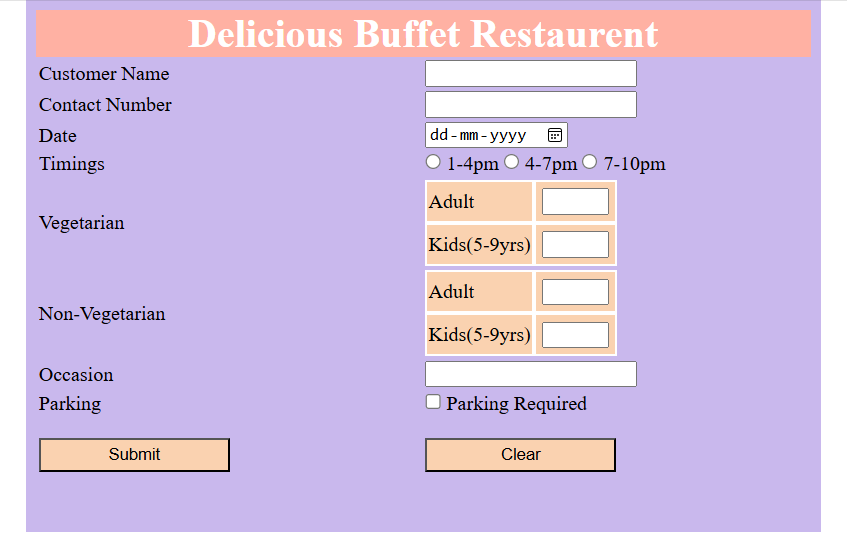 Delicious Buffet Restaurent
Customer Name
Contact Number
Date dd-mm-yyyy
Timings 1-4pm 4-7pm 7-10pm
Vegetarian
Adult
Kids(5-9yrs)
Non-Vegetarian
Adult
Kids(5-9yrs)
Occasion
Parking Parking Required
Submit Clear